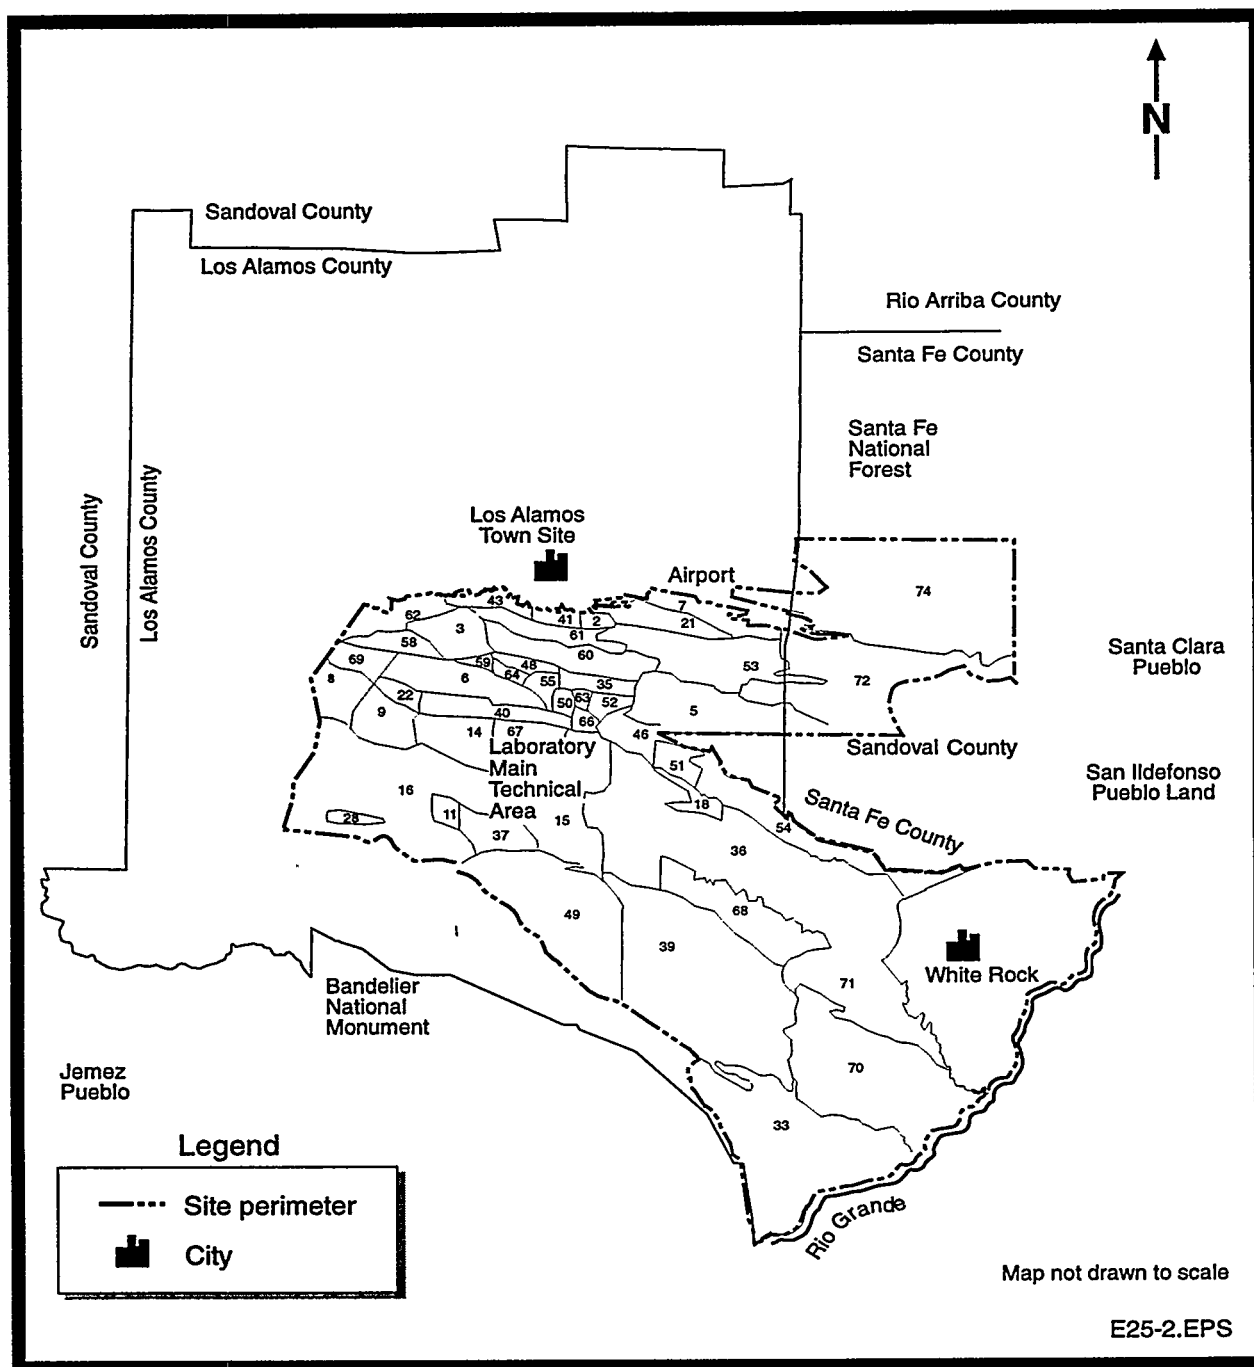 N
Sandoval County
Los Alamos County
Rio Arriba County
Santa Fe County
Santa Fe
National
Forest
Sandoval County
Los Alamos County
Los Alamos
Town Site
Airport
74
43
7
62
41
2
21
3
61
58
60
Santa Clara
Pueblo
69
59
48
53
8
6
64
55
35
72
22
50
63
52
9
40
5
66
14
67
46
Sandoval County
Laboratory
Main
Technical
Area
51
San Ildefonso
Pueblo Land
16
18
Santa Fe County
28
11
15
54
37
36
49
68
39
White Rock
71
Bandelier
National
Monument
70
Jemez
Pueblo
33
Legend
Site perimeter
City
Rio Grande
Map not drawn to scale
E25-2.EPS